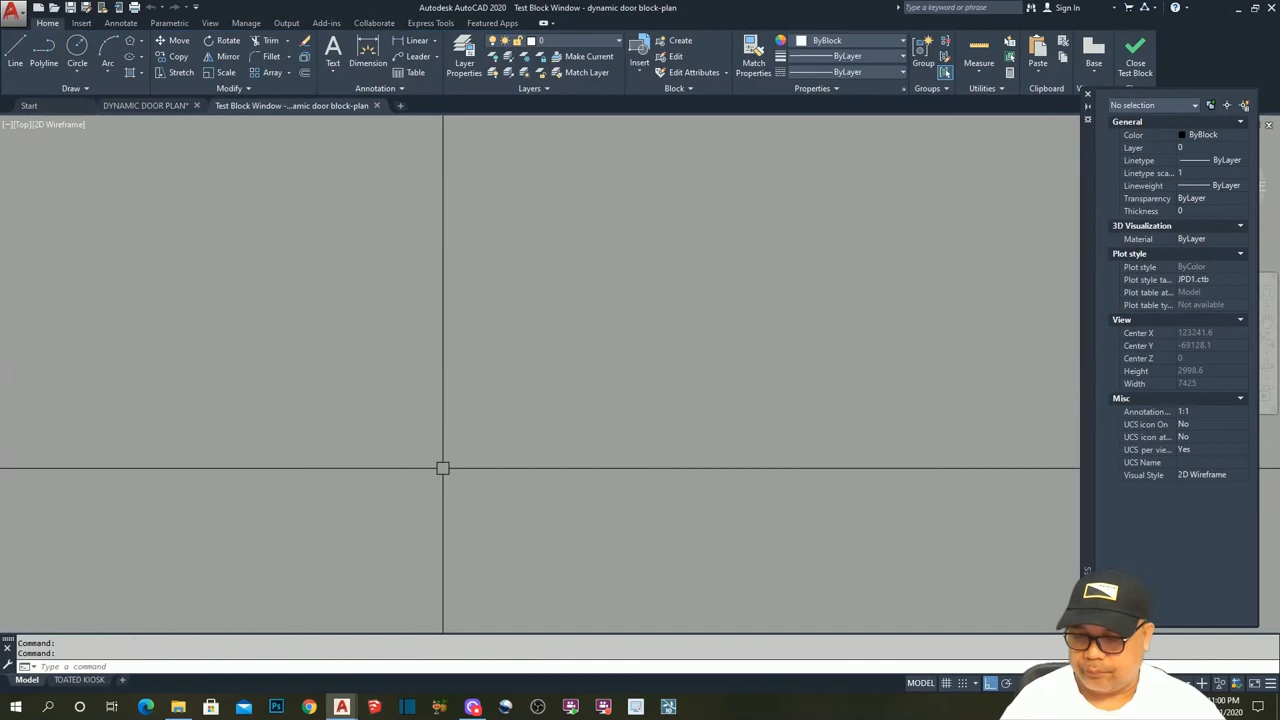 Autodesk AutoCAD 2020 Test Block Window - dynamic door block-plan
Type a keyword or phrase
Sign In
Home Insert Annotate Parametric View Manage Output Add-ins Collaborate Express Tools Featured Apps
Line Polyline Circle Arc
Move Rotate Trim
Copy Mirror Fillet
Stretch Scale Array
Text Dimension
Linear
Leader
Table
Layer Properties
0
Make Current
Match Layer
Insert
Create
Edit
Edit Attributes
Match Properties
ByBlock
ByLayer
ByLayer
Group
Measure
Paste
Base
Close Test Block
Draw Modify Annotation Layers Block Properties Groups Utilities Clipboard
Start DYNAMIC DOOR PLAN* Test Block Window - ...amic door block-plan
[−][Top][2D Wireframe]
No selection
General
Color ByBlock
Layer 0
Linetype ByLayer
Linetype sca... 1
Lineweight ByLayer
Transparency ByLayer
Thickness 0
3D Visualization
Material ByLayer
Plot style
Plot style ByColor
Plot style ta... JPD1.ctb
Plot table at... Model
Plot table ty... Not available
View
Center X 123241.6
Center Y -69128.1
Center Z 0
Height 2998.6
Width 7425
Misc
Annotation... 1:1
UCS icon On No
UCS icon at... No
UCS per vie... Yes
UCS Name
Visual Style 2D Wireframe
Command:
Command:
Type a command
Model TOATED KIOSK
MODEL